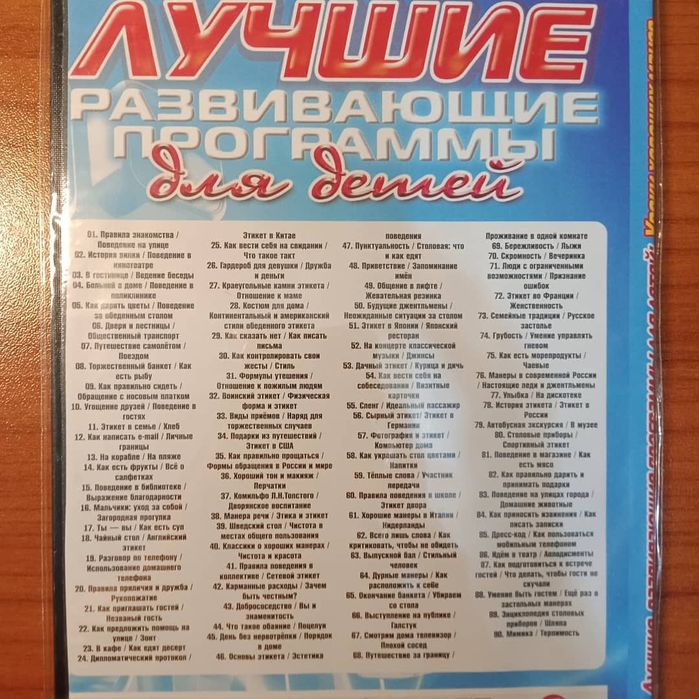 ЛУЧШИЕ
РАЗВИВАЮЩИЕ
ПРОГРАММЫ
для детей
01. Правила знакомства /
Поведение на улице
02. История вилки / Поведение в
кинотеатре
03. В гостинице / Ведение беседы
04. Больной о доме / Поведение в
поликлинике
05. Как дарить цветы / Поведение
за обеденным столом
06. Двери и лестницы /
Общественный транспорт
07. Путешествие самолётом /
Поездом
08. Торжественный банкет / Как
есть рыбу
09. Как правильно сидеть /
Обращение с носовым платком
10. Угощение друзей / Поведение в
гостях
11. Этикет в семье / Хлеб
12. Как написать e-mail / Личные
границы
13. На корабле / На пляже
14. Как есть фрукты / Всё о
салфетках
15. Поведение в библиотеке /
Выражение благодарности
16. Мальчики: уход за собой /
Загородная прогулка
17. Ты — вы / Как есть суп
18. Чайный стол / Английский
этикет
19. Разговор по телефону /
Использование домашнего
телефона
20. Правила приличия и дружба /
Рукопожатие
21. Как приглашать гостей /
Незваный гость
22. Как предложить помощь на
улице / Зонт
23. В кафе / Как едят десерт
24. Дипломатический протокол /
Этикет в Китае
25. Как вести себя на свидании /
Что такое такт
26. Гардероб для девушки / Дружба
и деньги
27. Краеугольные камни этикета /
Отношение к маме
28. Костюм для дома /
Континентальный и американский
стили обеденного этикета
29. Как сказать нет / Как писать
письма
30. Как контролировать свои
жесты / Стиль
31. Формулы утешения /
Отношение к пожилым людям
32. Воинский этикет / Физическая
форма и этикет
33. Виды приёмов / Наряд для
торжественных случаев
34. Подарки из путешествий /
Этикет в США
35. Как правильно прощаться /
Формы обращения в России и мире
36. Хороший тон и макияж /
Перчатки
37. Комильфо Л.Н.Толстого /
Дворянское воспитание
38. Манера речи / Этика и этикет
39. Шведский стол / Чистота в
местах общего пользования
40. Классики о хороших манерах /
Чистота и красота
41. Правила поведения в
коллективе / Сетевой этикет
42. Карманные расходы / Зачем
быть честным?
43. Добрососедство / Вы и
знаменитость
44. Что такое обаяние / Поцелуи
45. День без нервотрёпки / Порядок
в доме
46. Основы этикета / Эстетика
поведения
47. Пунктуальность / Столовая: что
и как едят
48. Приветствие / Запоминание
имён
49. Общение в лифте /
Жевательная резинка
50. Будущие джентльмены /
Неожиданные ситуации за столом
51. Этикет в Японии / Японский
ресторан
52. На концерте классической
музыки / Джинсы
53. Дачный этикет / Курица и дичь
54. Как вести себя на
собеседовании / Визитные
карточки
55. Сленг / Идеальный пассажир
56. Сырный этикет/ Этикет в
Германии
57. Фотография и этикет /
Компьютер дома
58. Как украшать стол цветами /
Напитки
59. Тёплые слова / Участник
передачи
60. Правила поведения в школе /
Этикет двора
61. Хорошие манеры в Италии /
Нидерланды
62. Всего лишь слова / Как
критиковать, чтобы не обидеть
63. Выпускной бал / Стильный
человек
64. Дурные манеры / Как
расположить к себе
65. Окончание банкета / Убираем
со стола
66. Выступление на публике /
Галстук
67. Смотрим дома телевизор /
Плохой сосед
68. Путешествие за границу /
Проживание в одной комнате
69. Бережливость / Лыжи
70. Скромность / Вечеринка
71. Люди с ограниченными
возможностями / Признание
ошибок
72. Этикет во Франции /
Женственность
73. Семейные традиции / Русское
застолье
74. Грубость / Умение управлять
гневом
75. Как есть морепродукты /
Чаевые
76. Манеры в современной России
/ Настоящие леди и джентльмены
77. Улыбка / На дискотеке
78. История этикета / Этикет в
России
79. Автобусная экскурсия / В музее
80. Столовые приборы /
Спортивный этикет
81. Поведение в магазине / Как
есть мясо
82. Как правильно дарить и
принимать подарки
83. Поведение на улицах города /
Домашние животные
84. Как приносить извинения / Как
писать записки
85. Дресс-код / Как пользоваться
мобильным телефоном
86. Идём в театр / Аплодисменты
87. Как подготовиться к встрече
гостей / Что делать, чтобы гости не
скучали
88. Умение быть гостем / Ещё раз о
застольных манерах
89. Энциклопедия столовых
приборов / Шляпа
90. Мимика / Терпимость
Лучшие развивающие программы для детей: Уроки хороших манер